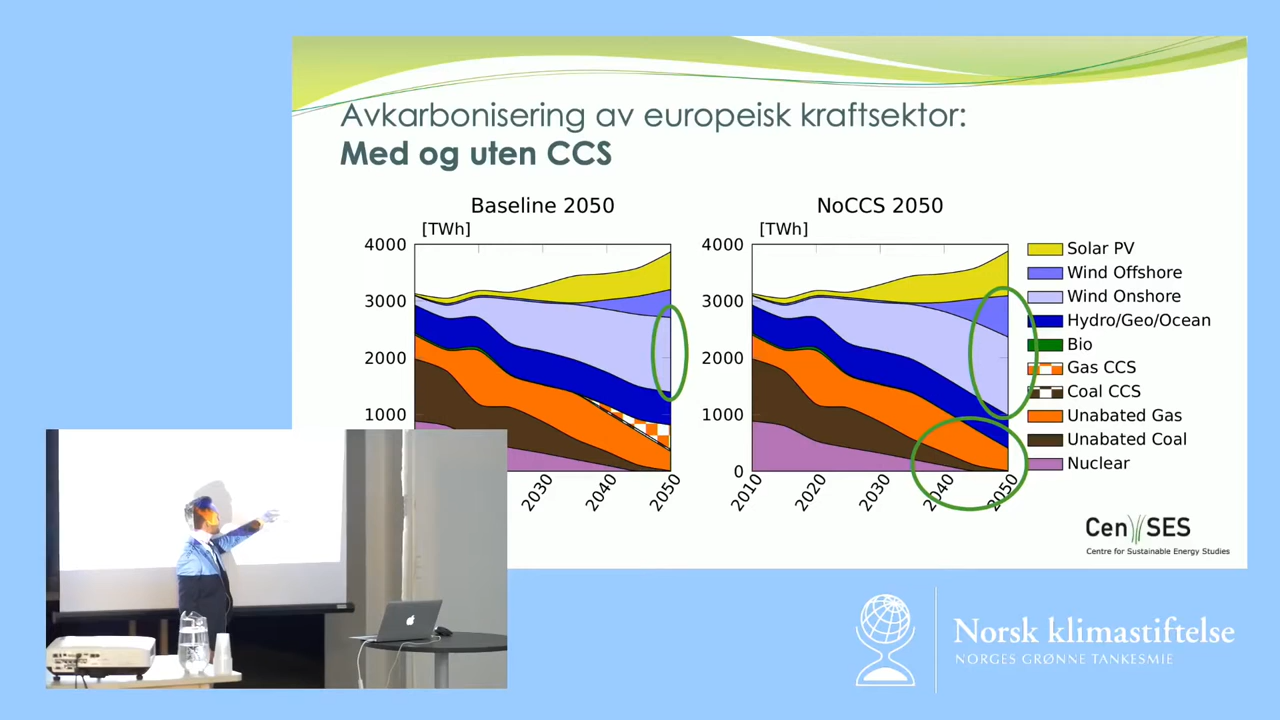 Avkarbonisering av europeisk kraftsektor:
Med og uten CCS
Baseline 2050
[TWh]
4000
3000
2000
1000
2030
2040
2050
NoCCS 2050
[TWh]
4000
3000
2000
1000
0
2010
2020
2030
2040
2050
Solar PV
Wind Offshore
Wind Onshore
Hydro/Geo/Ocean
Bio
Gas CCS
Coal CCS
Unabated Gas
Unabated Coal
Nuclear
CenSES
Centre for Sustainable Energy Studies
Norsk klimastiftelse
NORGES GRØNNE TANKESMIE